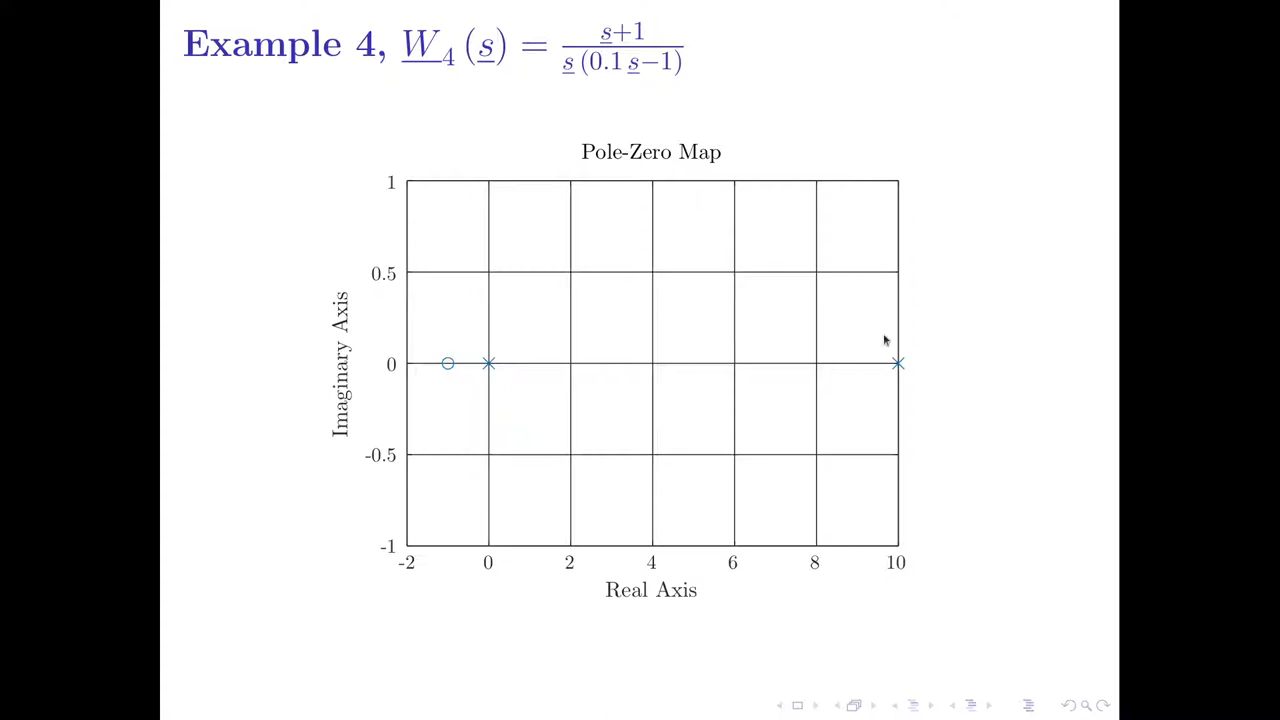 Example 4, W₄(s) = s+1 / s(0.1 s−1)
Pole-Zero Map
1
0.5
0
-0.5
-1
Imaginary Axis
-2 0 2 4 6 8 10
Real Axis